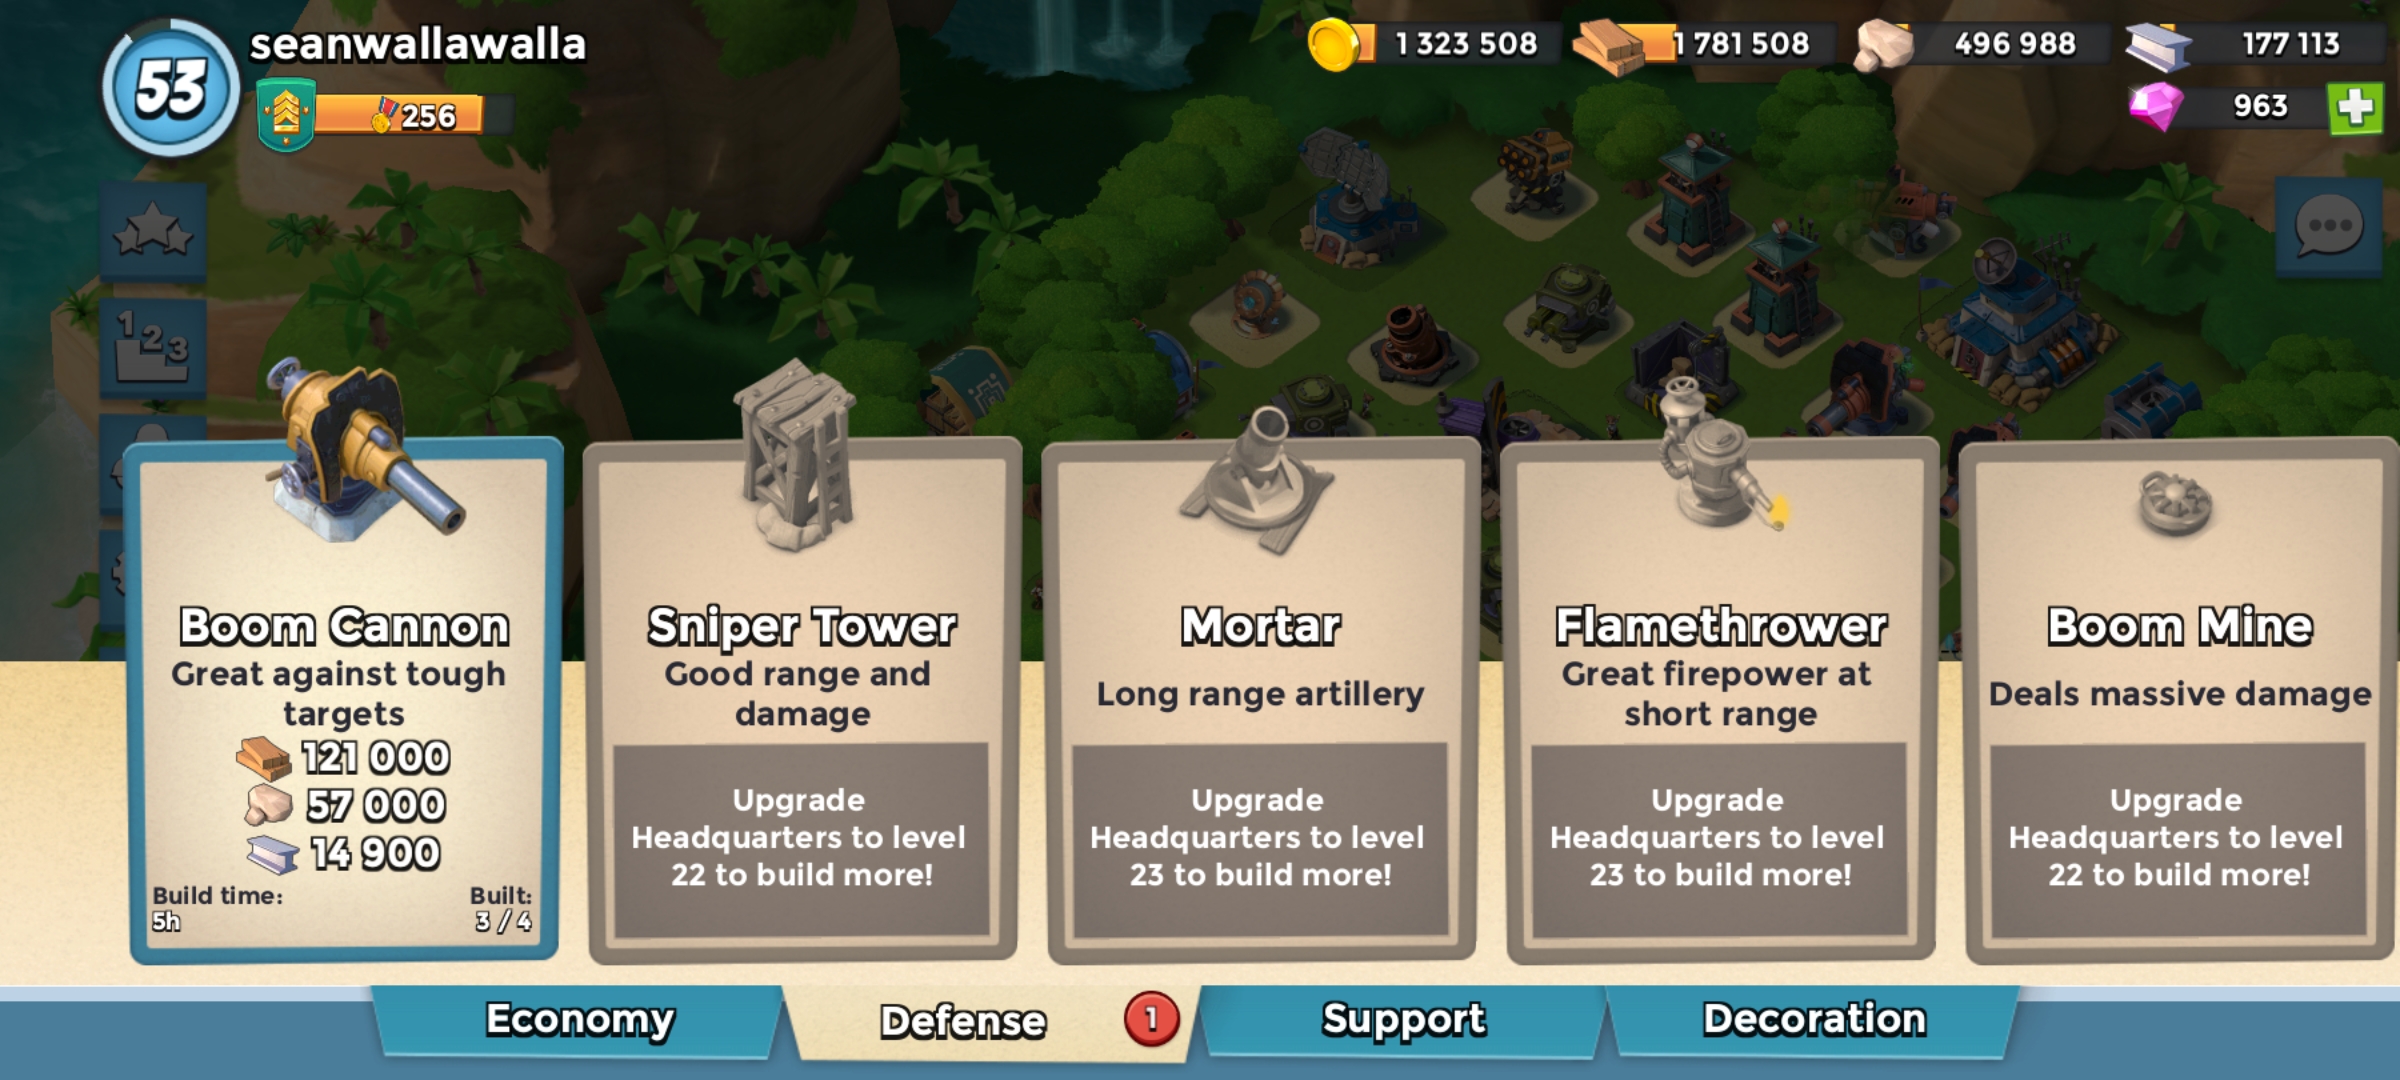 53
seanwallawalla
256
1 323 508
1 781 508
496 988
177 113
963
1 2 3
Boom Cannon
Great against tough
targets
121 000
57 000
14 900
Build time:
5h
Built:
3 / 4
Sniper Tower
Good range and
damage
Upgrade
Headquarters to level
22 to build more!
Mortar
Long range artillery
Upgrade
Headquarters to level
23 to build more!
Flamethrower
Great firepower at
short range
Upgrade
Headquarters to level
23 to build more!
Boom Mine
Deals massive damage
Upgrade
Headquarters to level
22 to build more!
Economy
Defense
1
Support
Decoration